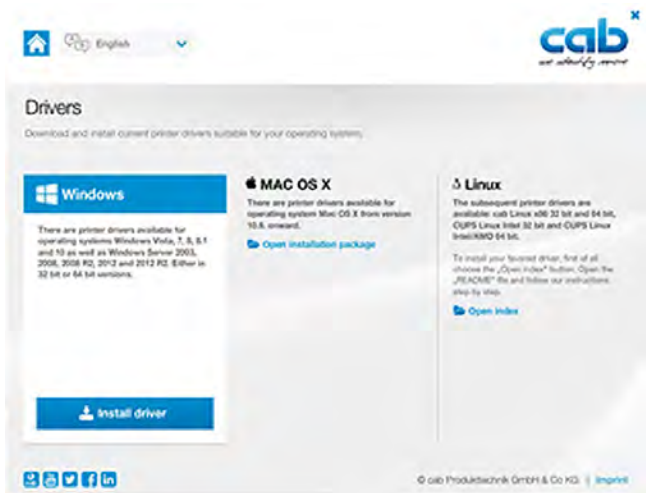 English
cab
we identify more
Drivers
Download and install current printer drivers suitable for your operating system.
Windows
There are printer drivers available for
operating systems Windows Vista, 7, 8, 8.1
and 10 as well as Windows Server 2003,
2008, 2008 R2, 2012 and 2012 R2. Either in
32 bit or 64 bit versions.
Install driver
MAC OS X
There are printer drivers available for
operating system Mac OS X from version
10.6. onward.
Open installation package
Linux
The subsequent printer drivers are
available: cab Linux x86 32 bit and 64 bit,
CUPS Linux Intel 32 bit and CUPS Linux
Intel/AMD 64 bit.
To install your favored driver, first of all
choose the „Open index" button. Open the
„README" file and follow our instructions
step by step.
Open index
© cab Produkttechnik GmbH & Co KG | Imprint